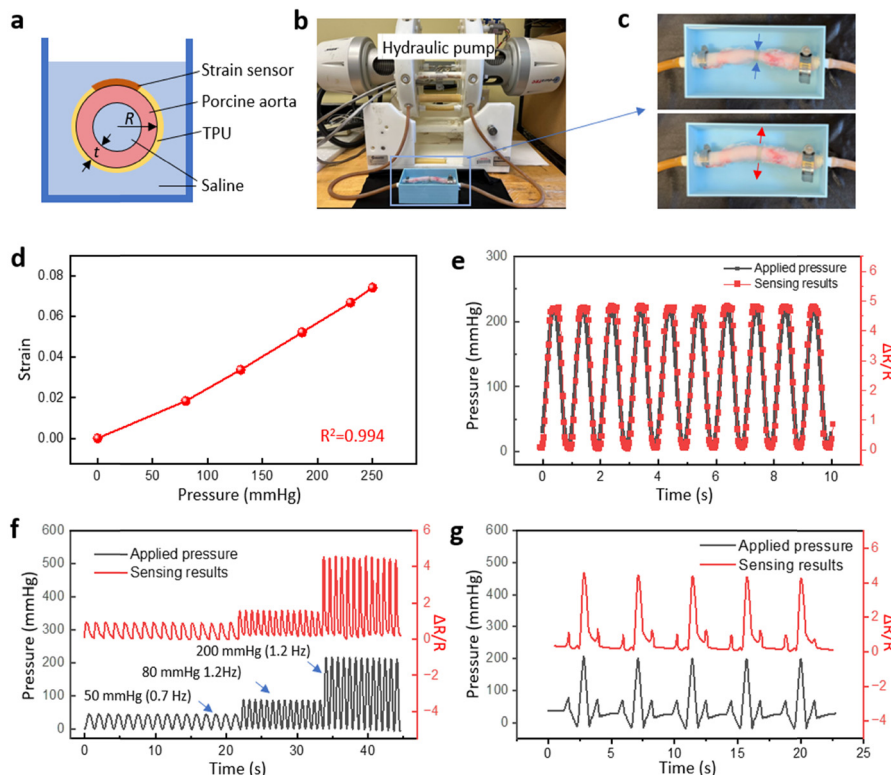 a
Strain sensor
Porcine aorta
R
TPU
t
Saline
b
Hydraulic pump
c
d
0.08
0.06
0.04
0.02
0.00
Strain
R²=0.994
0 50 100 150 200 250
Pressure (mmHg)
e
300
200
100
0
Pressure (mmHg)
Applied pressure
Sensing results
6
5
4
3
2
1
0
ΔR/R
0 2 4 6 8 10
Time (s)
f
600
500
400
300
200
100
0
Pressure (mmHg)
Applied pressure
Sensing results
200 mmHg (1.2 Hz)
80 mmHg 1.2Hz)
50 mmHg (0.7 Hz)
6
4
2
0
−2
−4
ΔR/R
0 10 20 30 40
Time (s)
g
600
500
400
300
200
100
0
Pressure (mmHg)
Applied pressure
Sensing results
6
4
2
0
−2
−4
ΔR/R
0 5 10 15 20 25
Time (s)